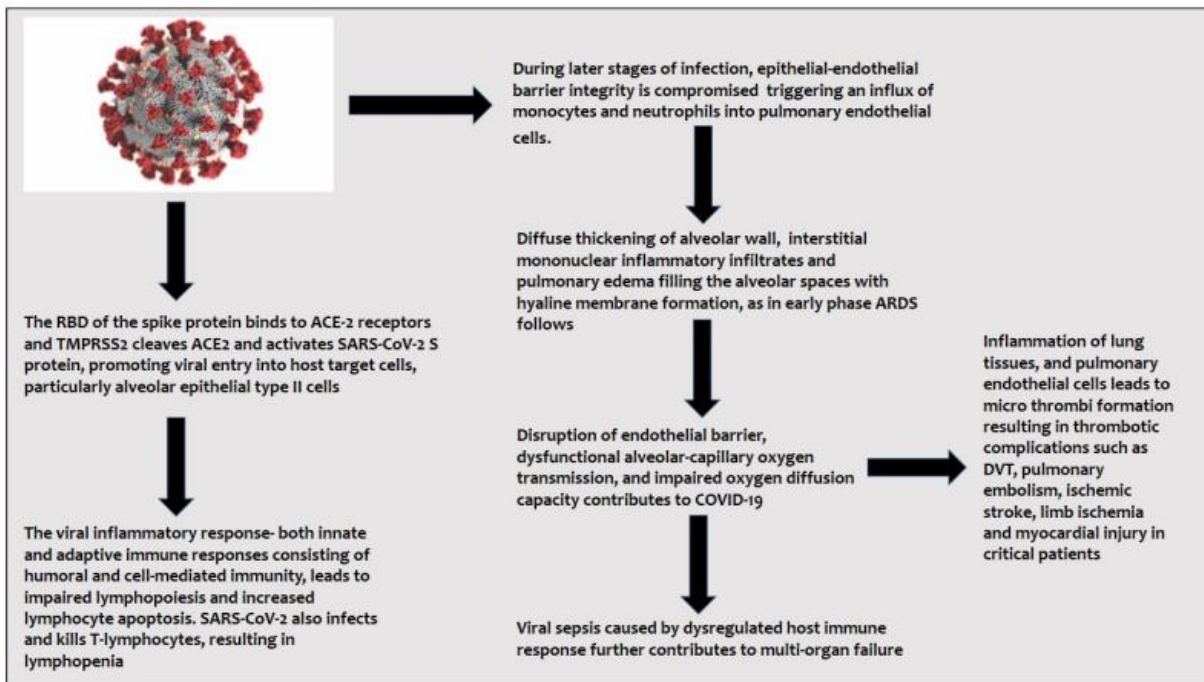 The RBD of the spike protein binds to ACE-2 receptors
and TMPRSS2 cleaves ACE2 and activates SARS-CoV-2 S
protein, promoting viral entry into host target cells,
particularly alveolar epithelial type II cells
The viral inflammatory response- both innate
and adaptive immune responses consisting of
humoral and cell-mediated immunity, leads to
impaired lymphopoiesis and increased
lymphocyte apoptosis. SARS-CoV-2 also infects
and kills T-lymphocytes, resulting in
lymphopenia
During later stages of infection, epithelial-endothelial
barrier integrity is compromised triggering an influx of
monocytes and neutrophils into pulmonary endothelial
cells.
Diffuse thickening of alveolar wall, interstitial
mononuclear inflammatory infiltrates and
pulmonary edema filling the alveolar spaces with
hyaline membrane formation, as in early phase ARDS
follows
Disruption of endothelial barrier,
dysfunctional alveolar-capillary oxygen
transmission, and impaired oxygen diffusion
capacity contributes to COVID-19
Viral sepsis caused by dysregulated host immune
response further contributes to multi-organ failure
Inflammation of lung
tissues, and pulmonary
endothelial cells leads to
micro thrombi formation
resulting in thrombotic
complications such as
DVT, pulmonary
embolism, ischemic
stroke, limb ischemia
and myocardial injury in
critical patients